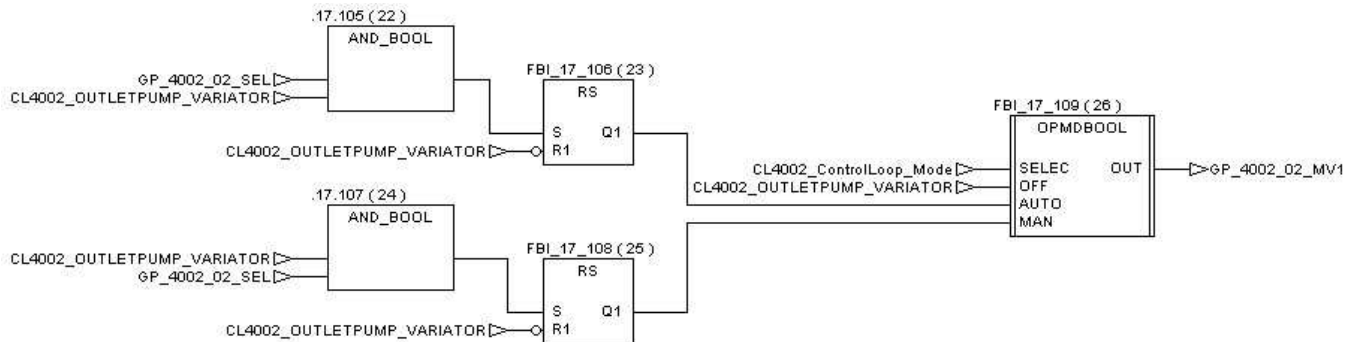 .17.105 (22)
AND_BOOL
GP_4002_02_SEL
CL4002_OUTLETPUMP_VARIATOR
FBI_17_106 (23)
RS
S Q1
CL4002_OUTLETPUMP_VARIATOR R1
FBI_17_109 (26)
OPMDBOOL
CL4002_ControlLoop_Mode SELEC OUT GP_4002_02_MV1
CL4002_OUTLETPUMP_VARIATOR OFF
AUTO
MAN
.17.107 (24)
AND_BOOL
CL4002_OUTLETPUMP_VARIATOR
GP_4002_02_SEL
FBI_17_108 (25)
RS
S Q1
CL4002_OUTLETPUMP_VARIATOR R1